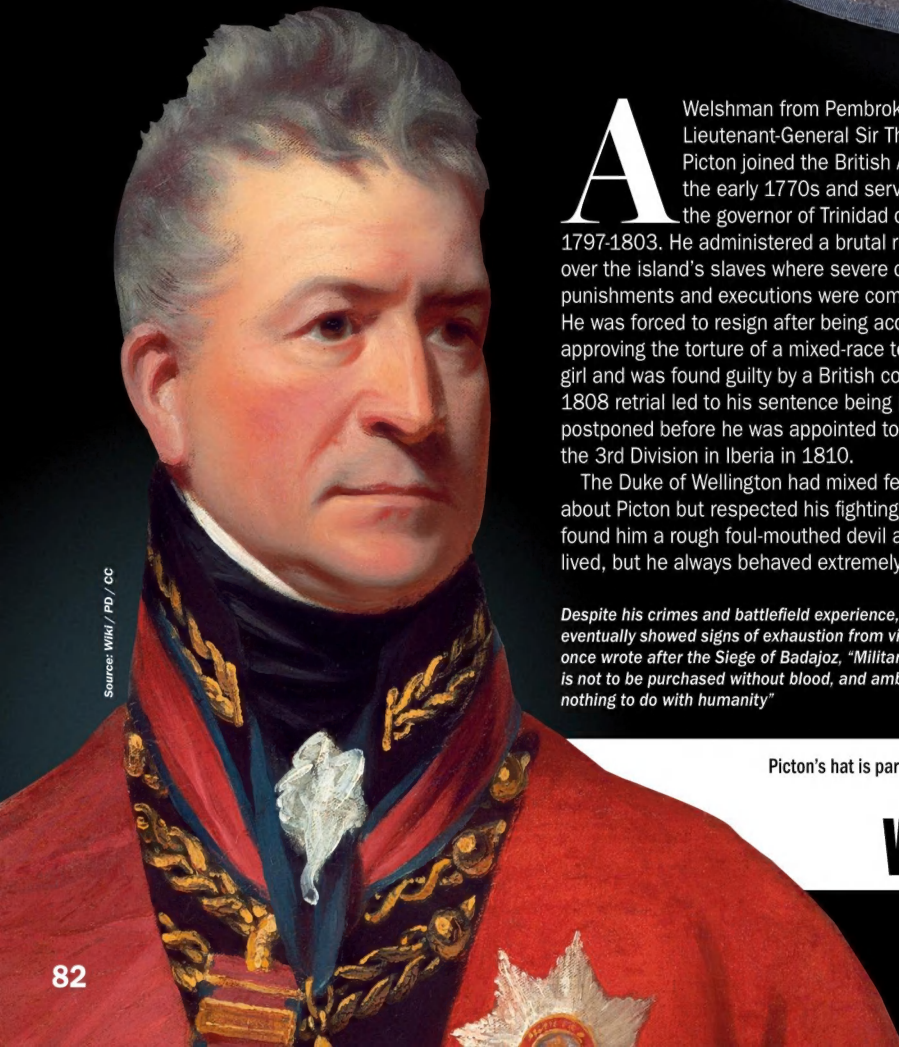 A Welshman from Pembrok
Lieutenant-General Sir Th
Picton joined the British A
the early 1770s and serv
the governor of Trinidad
1797-1803. He administered a brutal r
over the island's slaves where severe
punishments and executions were com
He was forced to resign after being acc
approving the torture of a mixed-race te
girl and was found guilty by a British co
1808 retrial led to his sentence being
postponed before he was appointed to
the 3rd Division in Iberia in 1810.
The Duke of Wellington had mixed fe
about Picton but respected his fighting
found him a rough foul-mouthed devil a
lived, but he always behaved extremely
Despite his crimes and battlefield experience,
eventually showed signs of exhaustion from vi
once wrote after the Siege of Badajoz, “Militar
is not to be purchased without blood, and amb
nothing to do with humanity”
Picton's hat is par
Source: Wiki / PD / CC
82